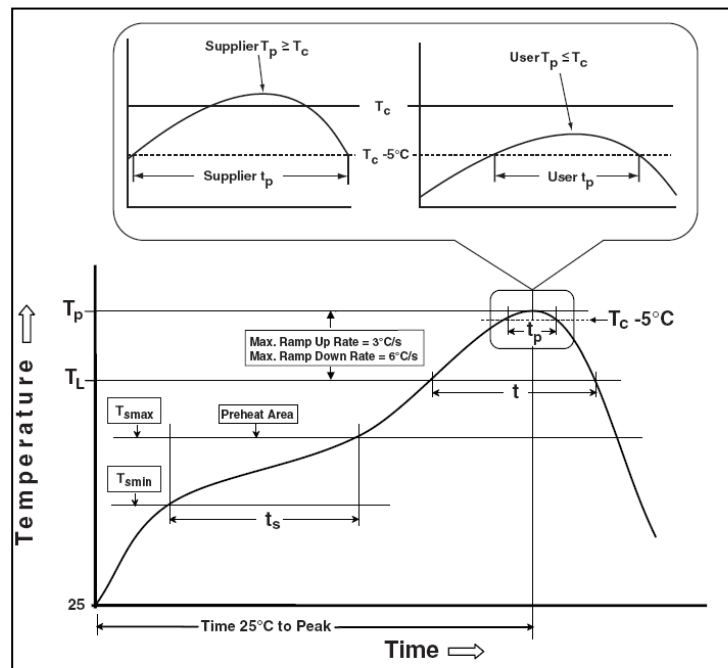 Supplier Tp ≥ Tc
User Tp ≤ Tc
Tc
Tc -5°C
Supplier tp
User tp
Tp
Tc -5°C
tp
Max. Ramp Up Rate = 3°C/s
Max. Ramp Down Rate = 6°C/s
TL
t
Tsmax
Preheat Area
Tsmin
ts
Temperature
25
Time 25°C to Peak
Time